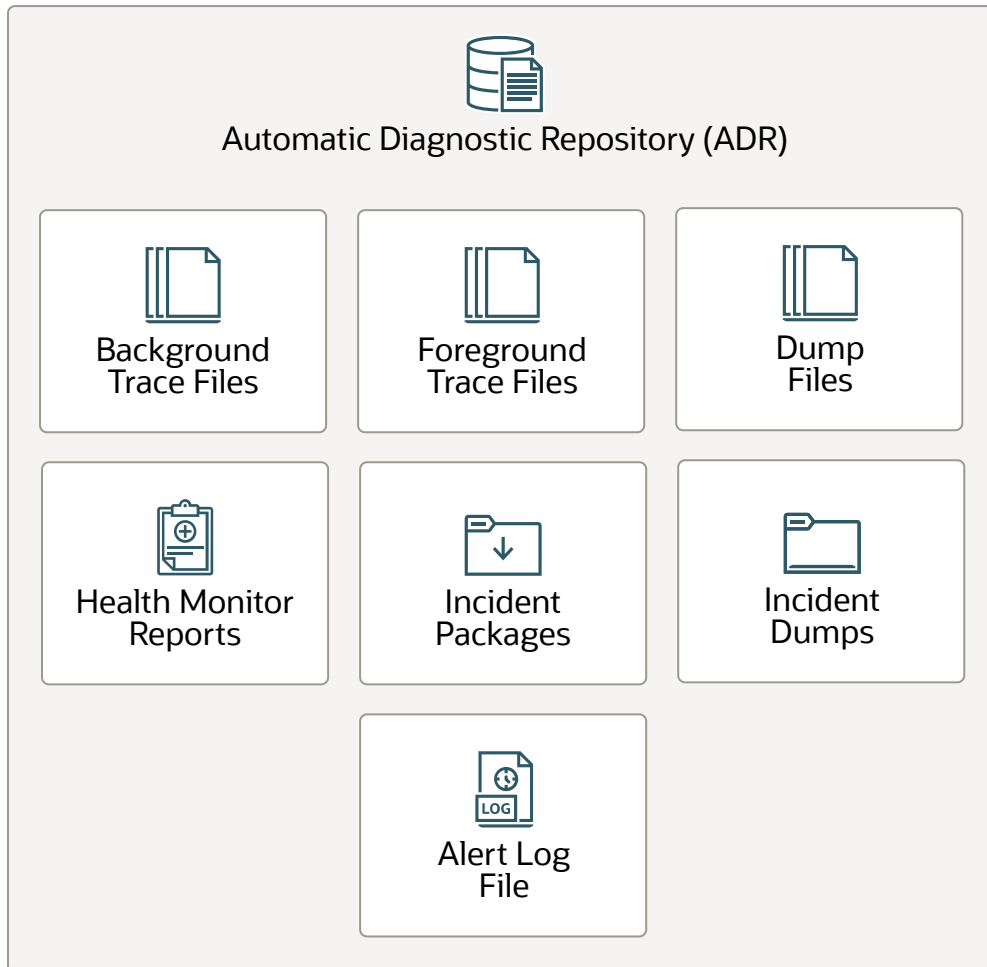 Automatic Diagnostic Repository (ADR)
Background
Trace Files
Foreground
Trace Files
Dump
Files
Health Monitor
Reports
Incident
Packages
Incident
Dumps
LOG
Alert Log
File